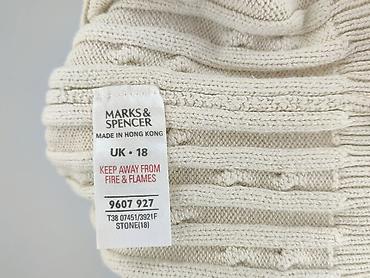 MARKS &
SPENCER
MADE IN HONG KONG
UK • 18
KEEP AWAY FROM
FIRE & FLAMES
9607 927
T38 07451/3921F
STONE(18)